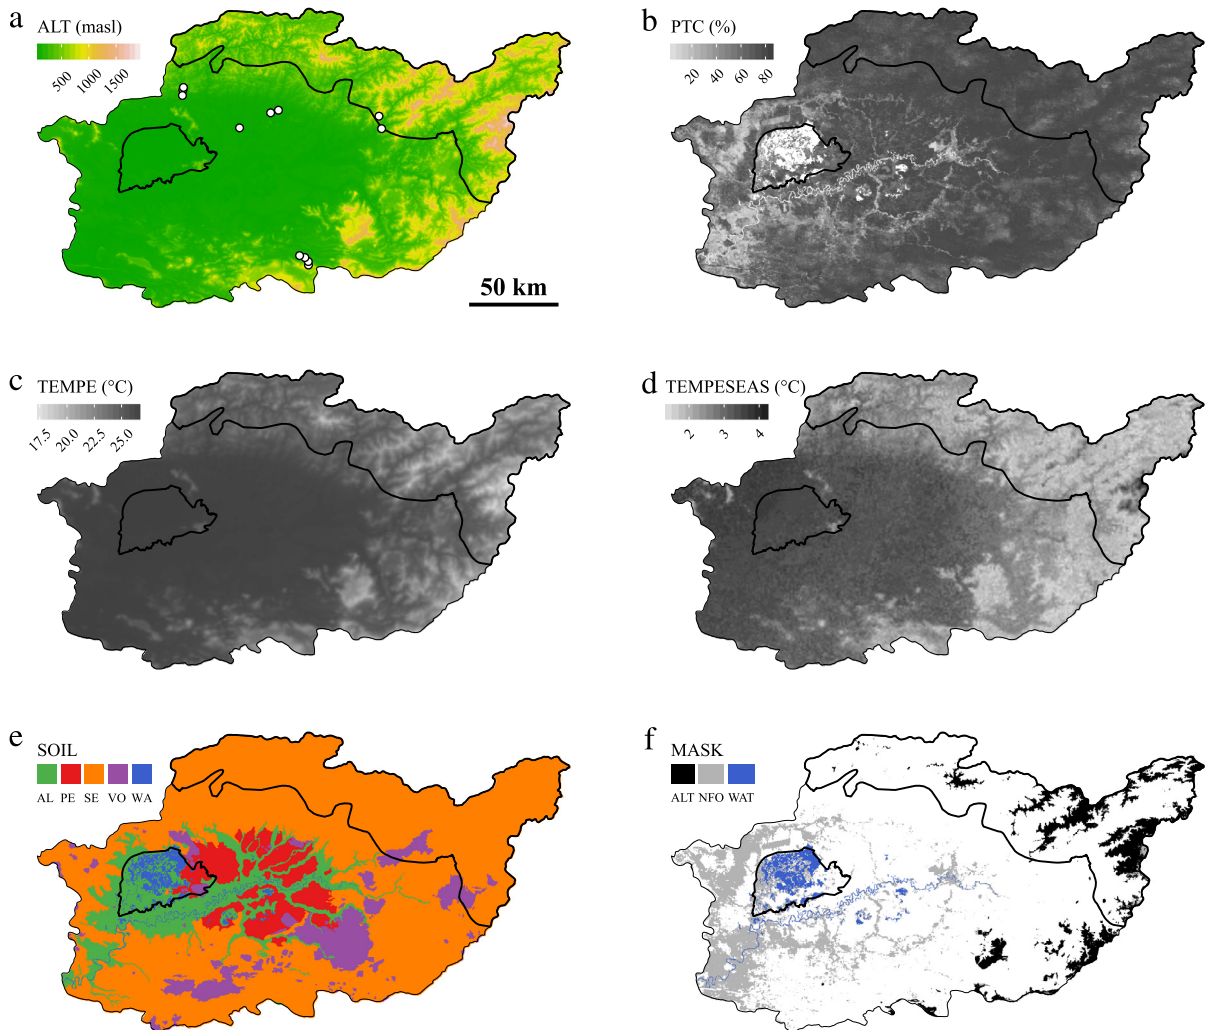 a
ALT (masl)
500 1000 1500
50 km
b
PTC (%)
20 40 60 80
c
TEMPE (°C)
17.5 20.0 22.5 25.0
d
TEMPESEAS (°C)
2 3 4
e
SOIL
AL PE SE VO WA
f
MASK
ALT NFO WAT